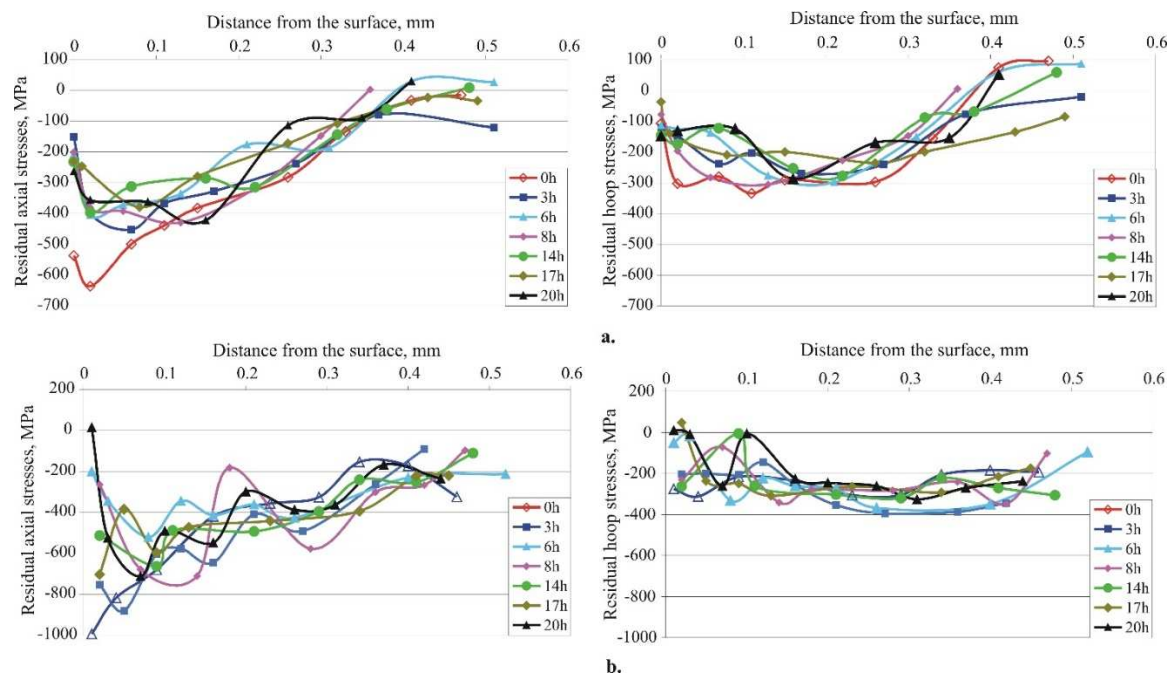 Distance from the surface, mm
0 0.1 0.2 0.3 0.4 0.5 0.6
Residual axial stresses, MPa
100
0
-100
-200
-300
-400
-500
-600
-700
0h
3h
6h
8h
14h
17h
20h
Distance from the surface, mm
0 0.1 0.2 0.3 0.4 0.5 0.6
Residual hoop stresses, MPa
100
0
-100
-200
-300
-400
-500
-600
-700
0h
3h
6h
8h
14h
17h
20h
a.
Distance from the surface, mm
0 0.1 0.2 0.3 0.4 0.5 0.6
Residual axial stresses, MPa
200
0
-200
-400
-600
-800
-1000
0h
3h
6h
8h
14h
17h
20h
Distance from the surface, mm
0 0.1 0.2 0.3 0.4 0.5 0.6
Residual hoop stresses, MPa
200
0
-200
-400
-600
-800
-1000
0h
3h
6h
8h
14h
17h
20h
b.